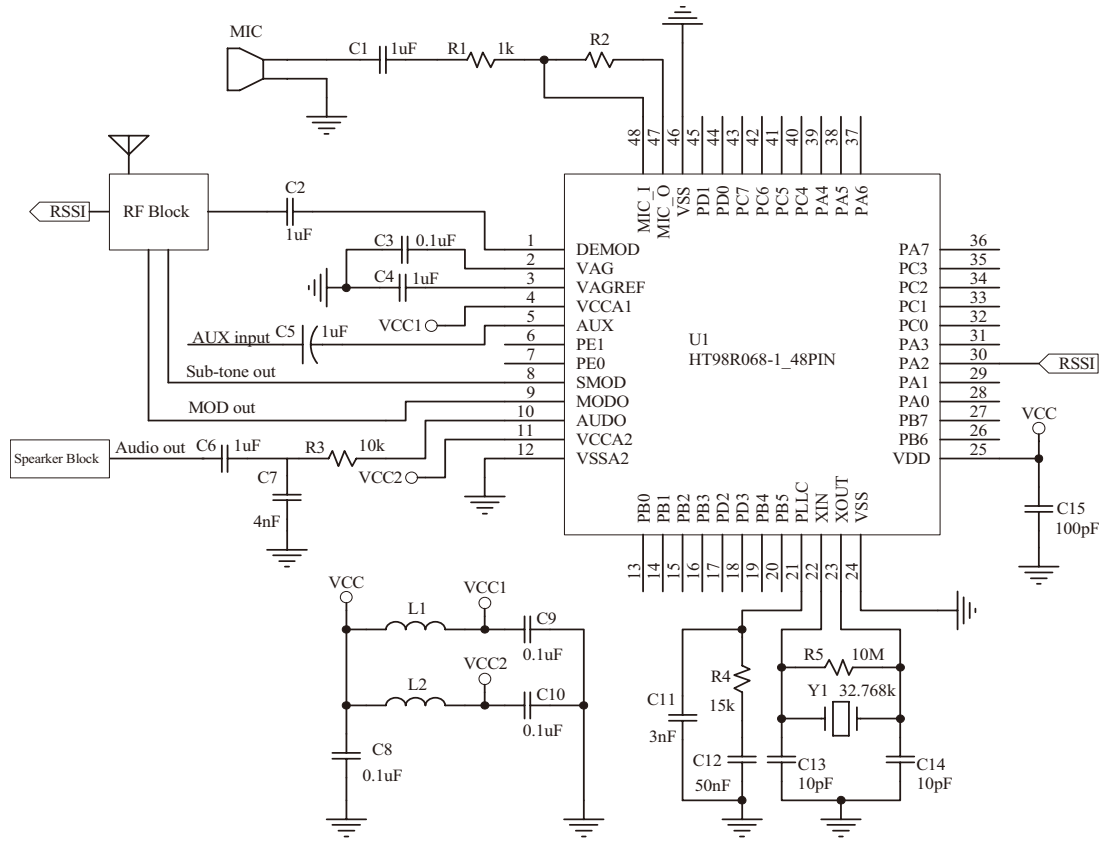 MIC
C1
1uF
R1
1k
R2
48
47
46
45
44
43
42
41
40
39
38
37
MIC_I
MIC_O
VSS
PD1
PD0
PC7
PC6
PC5
PC4
PA4
PA5
PA6
RSSI
RF Block
C2
1uF
C3
0.1uF
C4
1uF
VCC1
AUX input
C5
1uF
Sub-tone out
MOD out
Spearker Block
Audio out
C6
1uF
R3
10k
C7
4nF
VCC2
1
DEMOD
2
VAG
3
VAGREF
4
VCCA1
5
AUX
6
PE1
7
PE0
8
SMOD
9
MODO
10
AUDO
11
VCCA2
12
VSSA2
U1
HT98R068-1_48PIN
PA7
36
PC3
35
PC2
34
PC1
33
PC0
32
PA3
31
PA2
30
PA1
29
PA0
28
PB7
27
PB6
26
VDD
25
RSSI
VCC
C15
100pF
PB0
PB1
PB2
PB3
PD2
PD3
PB4
PB5
PLLC
XIN
XOUT
VSS
13
14
15
16
17
18
19
20
21
22
23
24
VCC
L1
VCC1
C9
0.1uF
L2
VCC2
C10
0.1uF
C8
0.1uF
C11
3nF
R4
15k
C12
50nF
R5
10M
Y1
32.768k
C13
10pF
C14
10pF